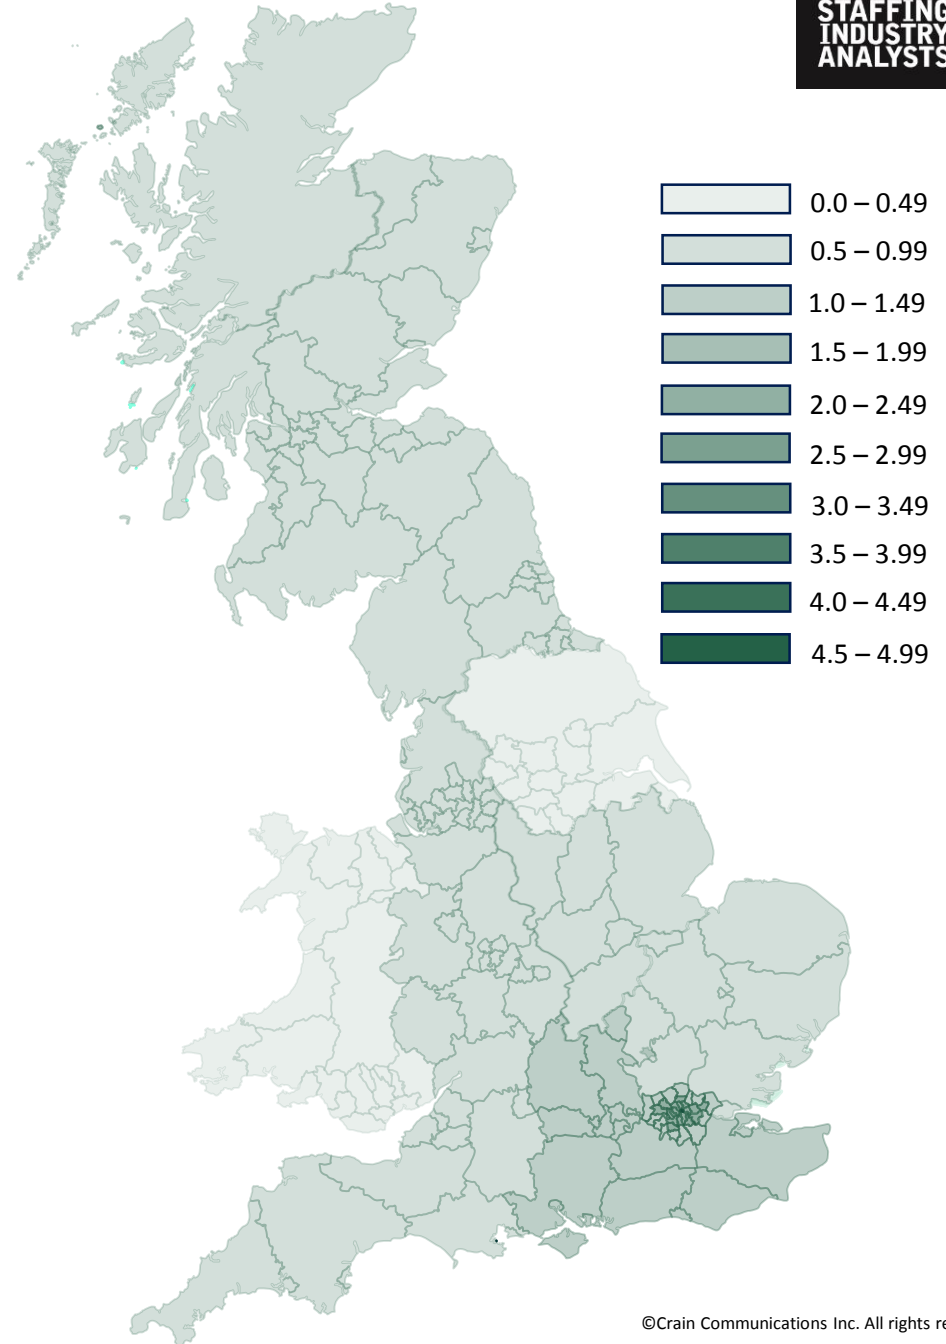 STAFFING
INDUSTRY
ANALYSTS
0.0 – 0.49
0.5 – 0.99
1.0 – 1.49
1.5 – 1.99
2.0 – 2.49
2.5 – 2.99
3.0 – 3.49
3.5 – 3.99
4.0 – 4.49
4.5 – 4.99
©Crain Communications Inc. All rights